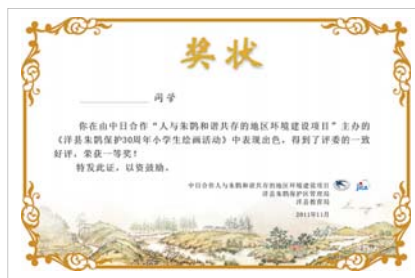 奖状
同学
你在由中日合作“人与朱鹮和谐共存的地区环境建设项目”主办的
《洋县朱鹮保护30周年小学生绘画活动》中表现出色，得到了评委的一致
好评，荣获一等奖！
特发此证，以资鼓励。
中日合作人与朱鹮和谐共存的地区环境建设项目
洋县朱鹮保护区管理局
洋县教育局
2011年11月
jica